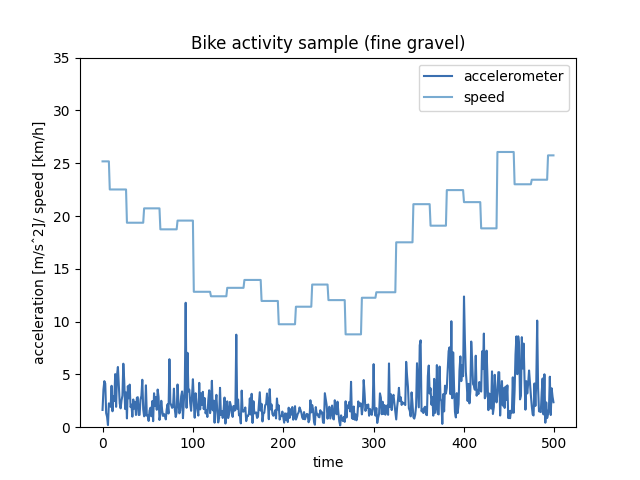 Bike activity sample (fine gravel)
accelerometer
speed
acceleration [m/sˆ2]/ speed [km/h]
35
30
25
20
15
10
5
0
0 100 200 300 400 500
time